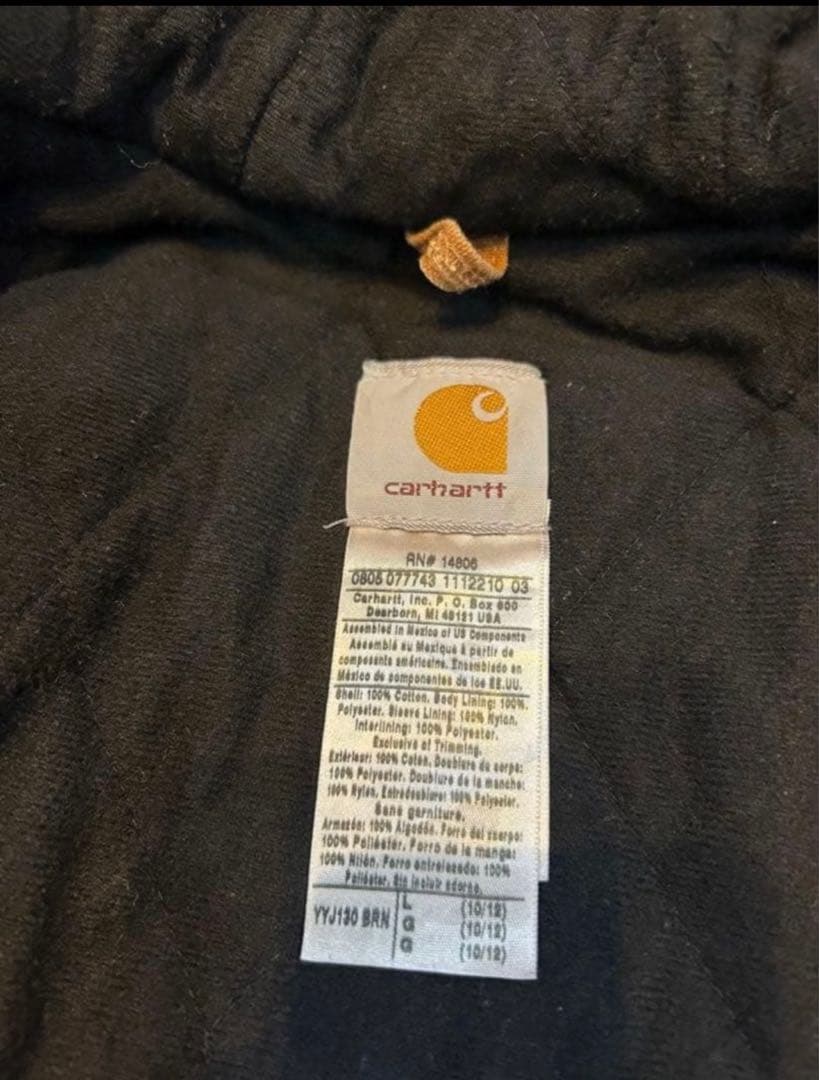 carhartt
RN# 14806
0805 077743 1112210 03
Carhartt, Inc. P. O. Box 600
Dearborn, MI 48121 USA
Assembled in Mexico of US Components
Assemblé au Mexique à partir de
composants américains. Ensamblado en
México de componentes de los EE.UU.
Shell: 100% Cotton. Body Lining: 100%
Polyester. Sleeve Lining: 100% Nylon.
Interlining: 100% Polyester.
Exclusive of Trimming.
Extérieur: 100% Coton. Doublure du corps:
100% Polyester. Doublure de la manche:
100% Nylon. Entredoublure: 100% Polyester.
Sans garniture.
Armazón: 100% Algodón. Forro del cuerpo:
100% Poliéster. Forro de la manga:
100% Nilón. Forro entrelazado: 100%
Poliéster. Sin incluir adorno.
YYJ130 BRN
L (10/12)
G (10/12)
G (10/12)